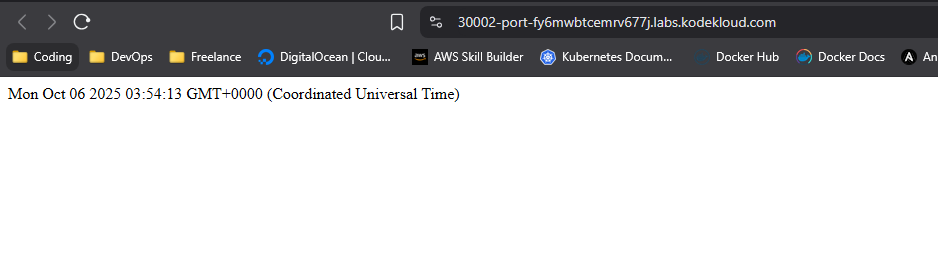 30002-port-fy6mwbtcemrv677j.labs.kodekloud.com
Coding DevOps Freelance DigitalOcean | Clou... aws AWS Skill Builder Kubernetes Docum... Docker Hub Docker Docs A An
Mon Oct 06 2025 03:54:13 GMT+0000 (Coordinated Universal Time)